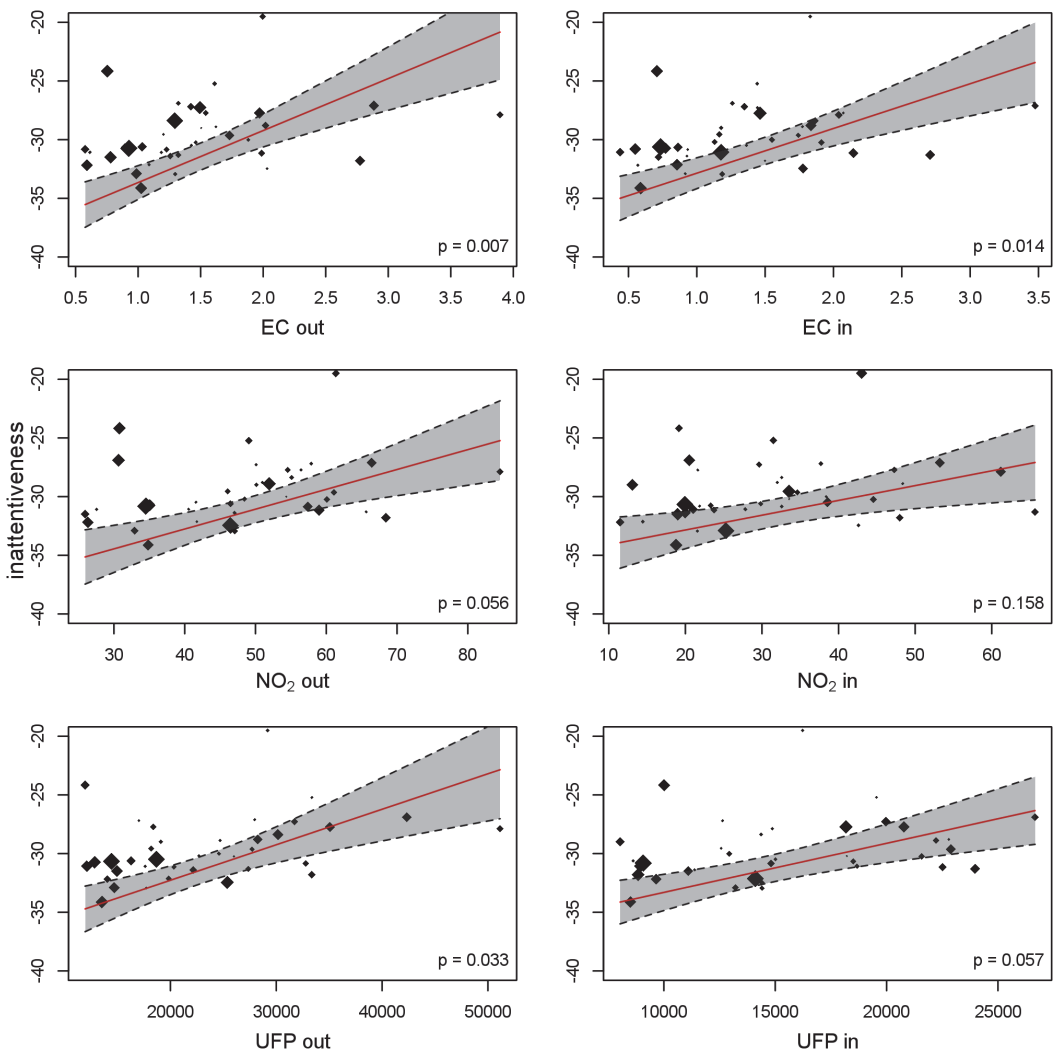 -20
-25
-30
-35
-40
p = 0.007
0.5 1.0 1.5 2.0 2.5 3.0 3.5 4.0
EC out
-20
-25
-30
-35
-40
p = 0.014
0.5 1.0 1.5 2.0 2.5 3.0 3.5
EC in
inattentiveness
-20
-25
-30
-35
-40
p = 0.056
30 40 50 60 70 80
NO₂ out
-20
-25
-30
-35
-40
p = 0.158
10 20 30 40 50 60
NO₂ in
-20
-25
-30
-35
-40
p = 0.033
20000 30000 40000 50000
UFP out
-20
-25
-30
-35
-40
p = 0.057
10000 15000 20000 25000
UFP in